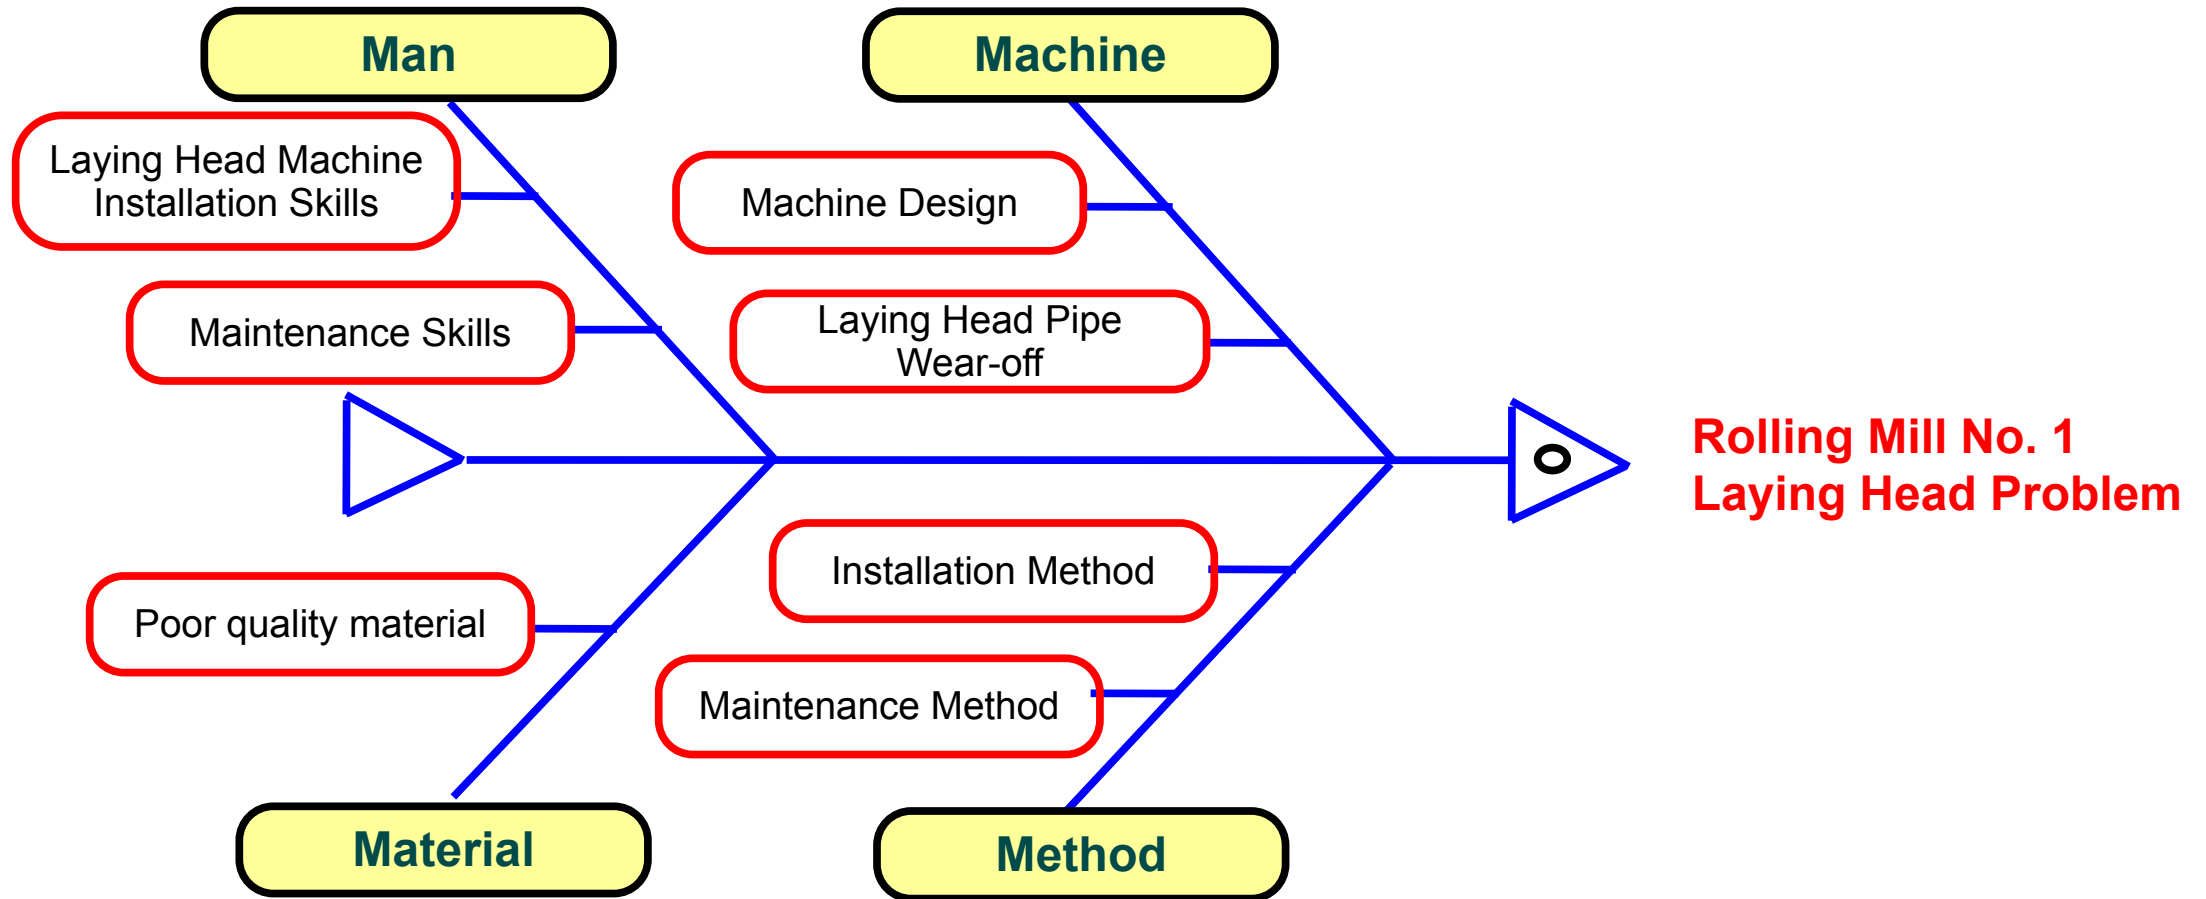 Man
Machine
Laying Head Machine
Installation Skills
Machine Design
Maintenance Skills
Laying Head Pipe
Wear-off
Rolling Mill No. 1
Laying Head Problem
Installation Method
Poor quality material
Maintenance Method
Material
Method